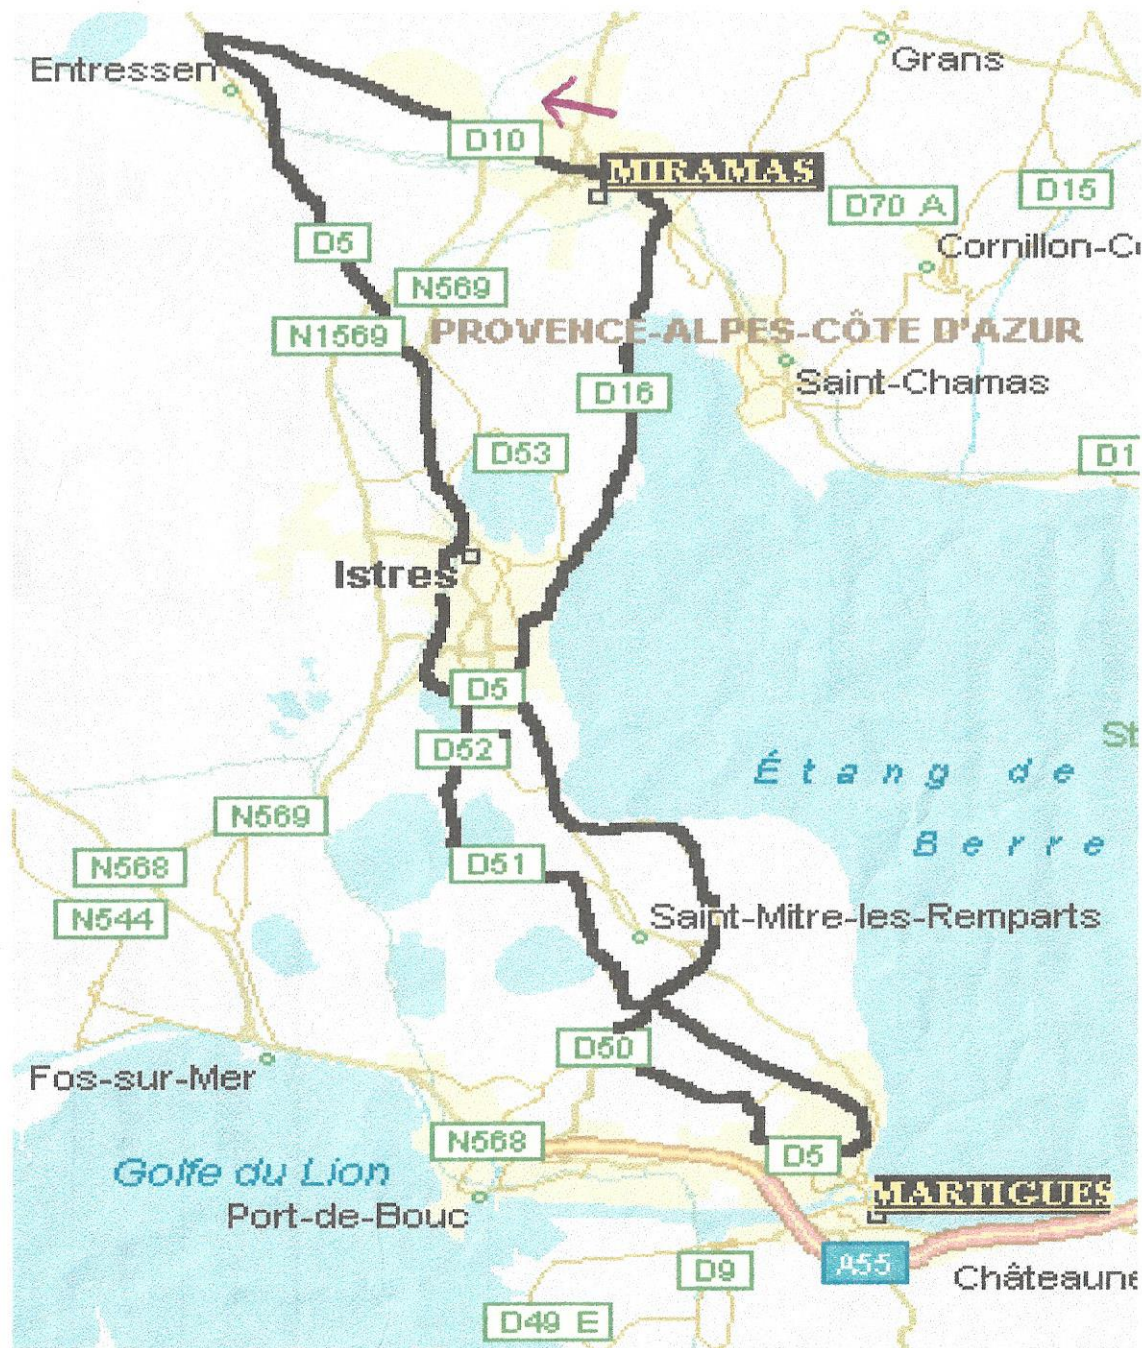 Grans
Entressen
D10
MIRAMAS
D15
D70 A
D5
Cornillon-C
N569
N1569
PROVENCE-ALPES-CÔTE D'AZUR
Saint-Chamas
D16
D53
D1
Istres
D5
St
D52
Étang de
N569
Berre
D51
N568
Saint-Mitre-les-Remparts
N544
D50
Fos-sur-Mer
N568
D5
Golfe du Lion
MARTIGUES
Port-de-Bouc
A55
D9
Châteaune
D49 E